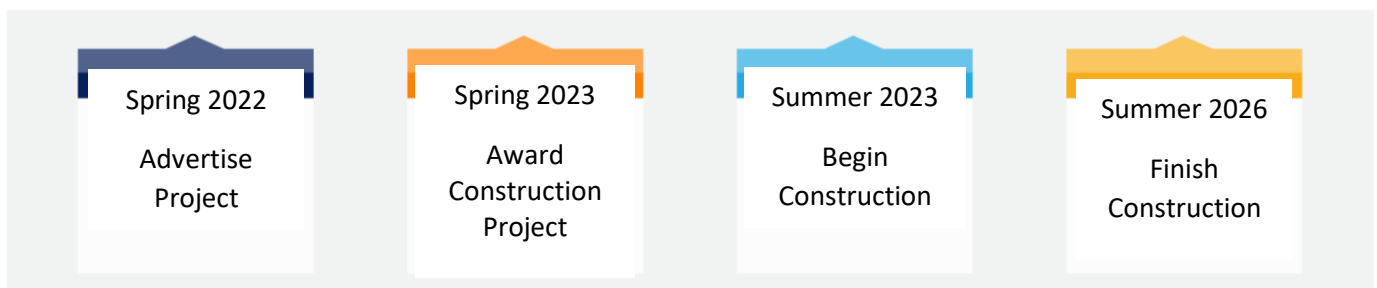 Spring 2022
Advertise
Project
Spring 2023
Award
Construction
Project
Summer 2023
Begin
Construction
Summer 2026
Finish
Construction